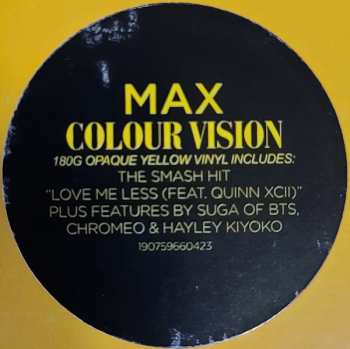 MAX
COLOUR VISION
180G OPAQUE YELLOW VINYL INCLUDES:
THE SMASH HIT
"LOVE ME LESS (FEAT. QUINN XCII)"
PLUS FEATURES BY SUGA OF BTS,
CHROMEO & HAYLEY KIYOKO
190759660423